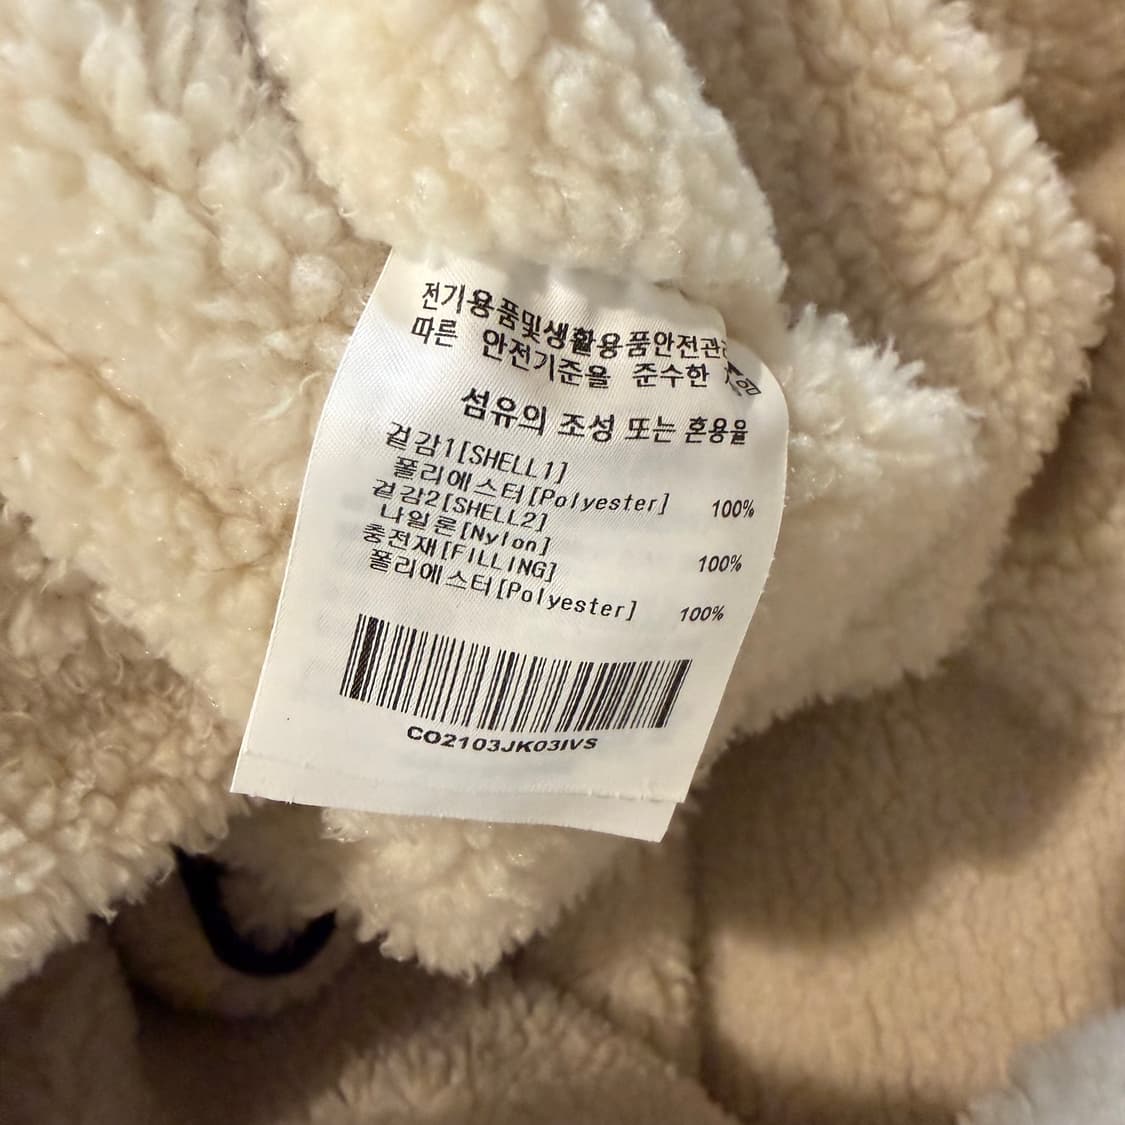 전기용품및생활용품안전관
따른 안전기준을 준수한
섬유의 조성 또는 혼용율
겉감1[SHELL1]
폴리에스터[Polyester] 100%
겉감2[SHELL2]
나일론[Nylon] 100%
충전재[FILLING]
폴리에스터[Polyester] 100%
CO2103JK03IVS